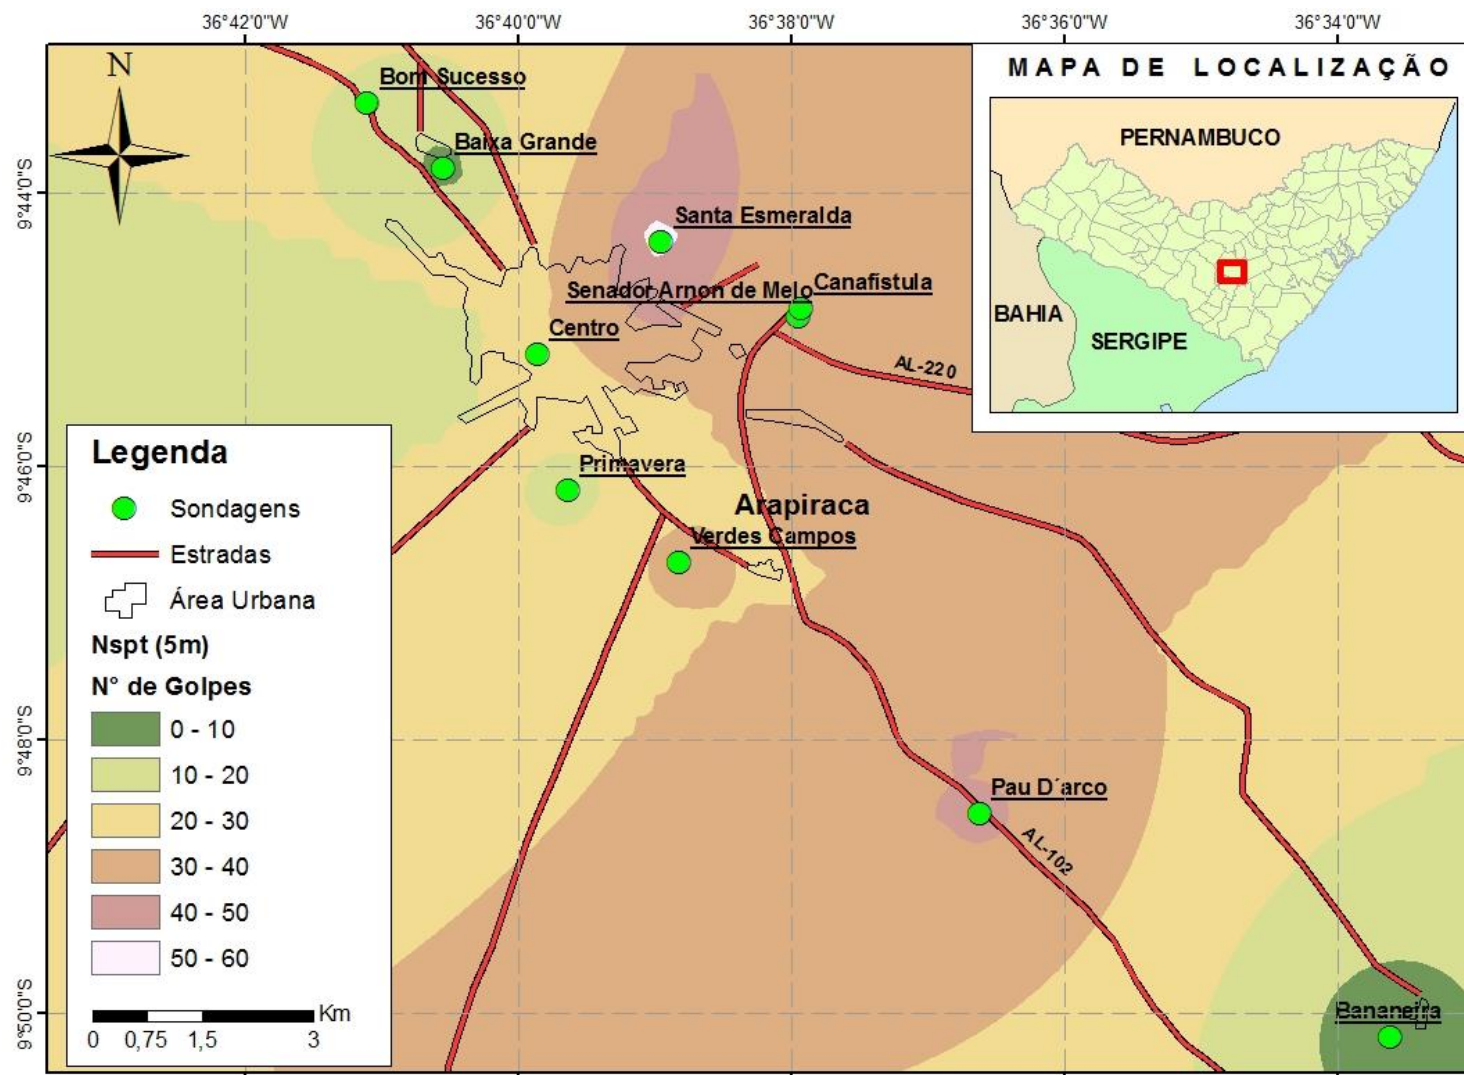 36°42'0"W
36°40'0"W
36°38'0"W
36°36'0"W
36°34'0"W
N
MAPA DE LOCALIZAÇÃO
PERNAMBUCO
BAHIA
SERGIPE
Bom Sucesso
Baixa Grande
9°44'0"S
Santa Esmeralda
Senador Arnon de Melo
Canafístula
Centro
AL-220
9°46'0"S
Primavera
Arapiraca
Verdes Campos
9°48'0"S
Pau D´arco
AL-102
9°50'0"S
Bananeira
Legenda
Sondagens
Estradas
Área Urbana
Nspt (5m)
N° de Golpes
0 - 10
10 - 20
20 - 30
30 - 40
40 - 50
50 - 60
Km
0 0,75 1,5 3